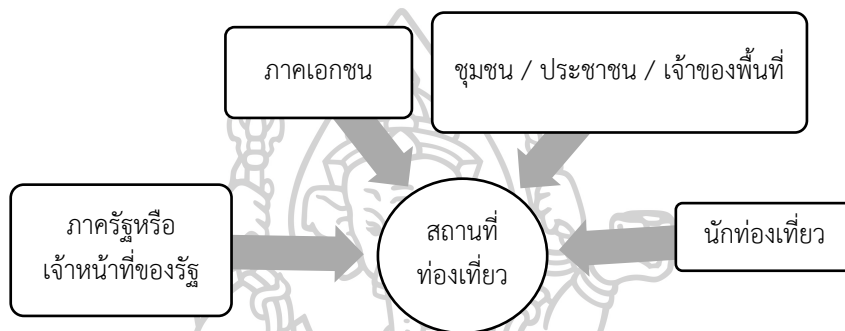 ภาคเอกชน
ชุมชน / ประชาชน / เจ้าของพื้นที่
ภาครัฐหรือ
เจ้าหน้าที่ของรัฐ
สถานที่
ท่องเที่ยว
นักท่องเที่ยว